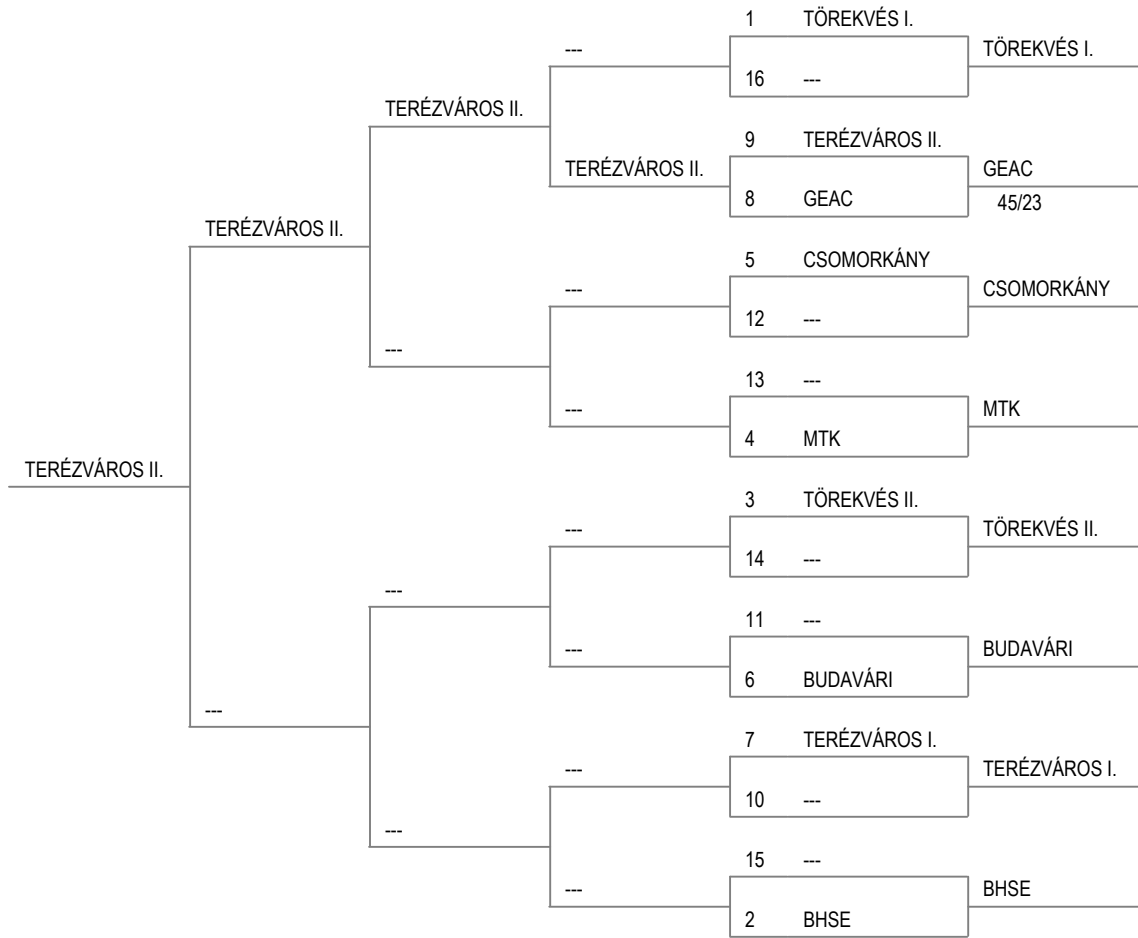 1 TÖREKVÉS I.
--- TÖREKVÉS I.
16 ---
TERÉZVÁROS II.
9 TERÉZVÁROS II.
TERÉZVÁROS II. GEAC
8 GEAC 45/23
TERÉZVÁROS II.
5 CSOMORKÁNY
--- CSOMORKÁNY
12 ---
---
13 ---
--- MTK
4 MTK
TERÉZVÁROS II.
3 TÖREKVÉS II.
--- TÖREKVÉS II.
14 ---
---
11 ---
--- BUDAVÁRI
6 BUDAVÁRI
---
7 TERÉZVÁROS I.
--- TERÉZVÁROS I.
10 ---
---
15 ---
--- BHSE
2 BHSE